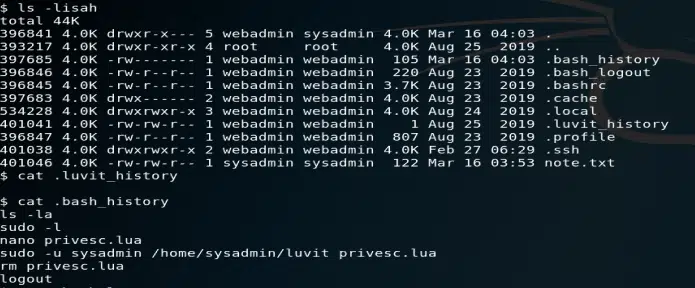 $ ls -lisah
total 44K
396841 4.0K drwxr-x--- 5 webadmin sysadmin 4.0K Mar 16 04:03 .
393217 4.0K drwxr-xr-x 4 root     root     4.0K Aug 25  2019 ..
397685 4.0K -rw------- 1 webadmin webadmin  105 Mar 16 04:03 .bash_history
396846 4.0K -rw-r--r-- 1 webadmin webadmin  220 Aug 23  2019 .bash_logout
396845 4.0K -rw-r--r-- 1 webadmin webadmin 3.7K Aug 23  2019 .bashrc
397683 4.0K drwx------ 2 webadmin webadmin 4.0K Aug 23  2019 .cache
534228 4.0K drwxrwxr-x 3 webadmin webadmin 4.0K Aug 24  2019 .local
401041 4.0K -rw-rw-r-- 1 webadmin webadmin    1 Aug 25  2019 .luvit_history
396847 4.0K -rw-r--r-- 1 webadmin webadmin  807 Aug 23  2019 .profile
401038 4.0K drwxrwxr-x 2 webadmin webadmin 4.0K Feb 27 06:29 .ssh
401046 4.0K -rw-rw-r-- 1 sysadmin sysadmin  122 Mar 16 03:53 note.txt
$ cat .luvit_history

$ cat .bash_history
ls -la
sudo -l
nano privesc.lua
sudo -u sysadmin /home/sysadmin/luvit privesc.lua
rm privesc.lua
logout